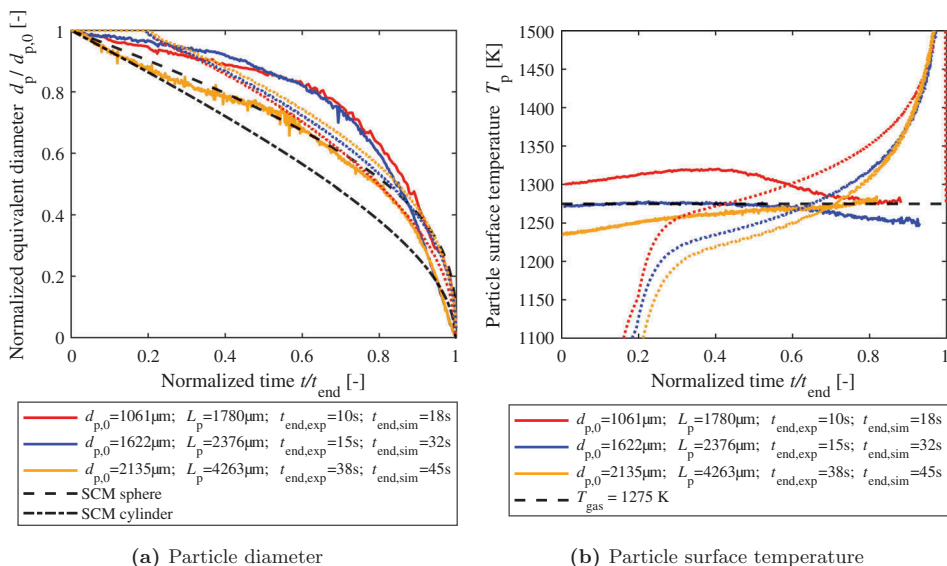 Normalized equivalent diameter d_p / d_p,0 [-]
1
0.8
0.6
0.4
0.2
0
0 0.2 0.4 0.6 0.8 1
Normalized time t/t_end [-]
d_p,0=1061μm; L_p=1780μm; t_end,exp=10s; t_end,sim=18s
d_p,0=1622μm; L_p=2376μm; t_end,exp=15s; t_end,sim=32s
d_p,0=2135μm; L_p=4263μm; t_end,exp=38s; t_end,sim=45s
SCM sphere
SCM cylinder
(a) Particle diameter
Particle surface temperature T_p [K]
1500
1450
1400
1350
1300
1250
1200
1150
1100
0 0.2 0.4 0.6 0.8 1
Normalized time t/t_end [-]
d_p,0=1061μm; L_p=1780μm; t_end,exp=10s; t_end,sim=18s
d_p,0=1622μm; L_p=2376μm; t_end,exp=15s; t_end,sim=32s
d_p,0=2135μm; L_p=4263μm; t_end,exp=38s; t_end,sim=45s
T_gas = 1275 K
(b) Particle surface temperature